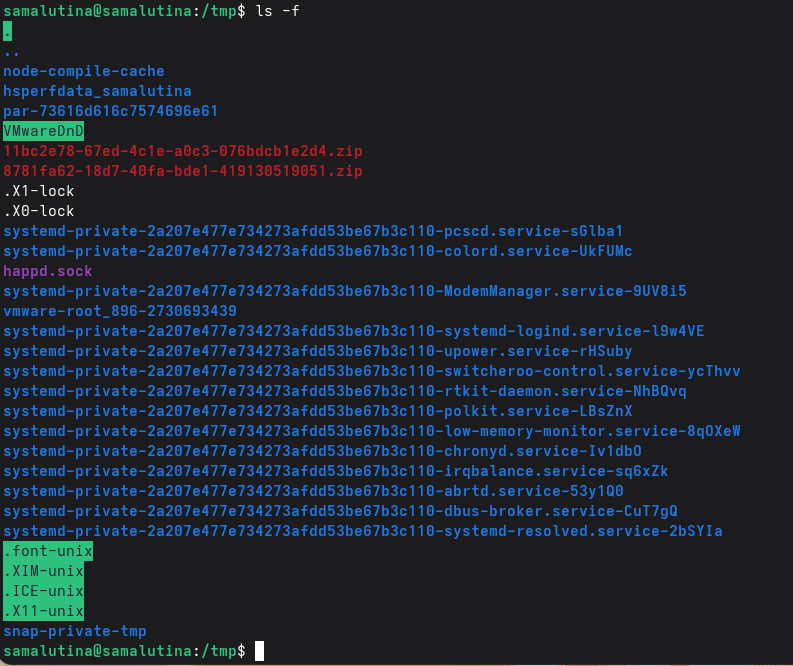 samalutina@samalutina:/tmp$ ls -f
.
..
node-compile-cache
hsperfdata_samalutina
par-73616d616c7574696e61
VMwareDnD
11bc2e78-67ed-4c1e-a0c3-076bdcb1e2d4.zip
8781fa62-18d7-40fa-bde1-419130519051.zip
.X1-lock
.X0-lock
systemd-private-2a207e477e734273afdd53be67b3c110-pcscd.service-sGlba1
systemd-private-2a207e477e734273afdd53be67b3c110-colord.service-UkFUMc
happd.sock
systemd-private-2a207e477e734273afdd53be67b3c110-ModemManager.service-9UV8i5
vmware-root_896-2730693439
systemd-private-2a207e477e734273afdd53be67b3c110-systemd-logind.service-l9w4VE
systemd-private-2a207e477e734273afdd53be67b3c110-upower.service-rHSuby
systemd-private-2a207e477e734273afdd53be67b3c110-switcheroo-control.service-ycThvv
systemd-private-2a207e477e734273afdd53be67b3c110-rtkit-daemon.service-NhBQvq
systemd-private-2a207e477e734273afdd53be67b3c110-polkit.service-LBsZnX
systemd-private-2a207e477e734273afdd53be67b3c110-low-memory-monitor.service-8qOXeW
systemd-private-2a207e477e734273afdd53be67b3c110-chronyd.service-Iv1dbO
systemd-private-2a207e477e734273afdd53be67b3c110-irqbalance.service-sq6xZk
systemd-private-2a207e477e734273afdd53be67b3c110-abrtd.service-53y1Q0
systemd-private-2a207e477e734273afdd53be67b3c110-dbus-broker.service-CuT7gQ
systemd-private-2a207e477e734273afdd53be67b3c110-systemd-resolved.service-2bSYIa
.font-unix
.XIM-unix
.ICE-unix
.X11-unix
snap-private-tmp
samalutina@samalutina:/tmp$